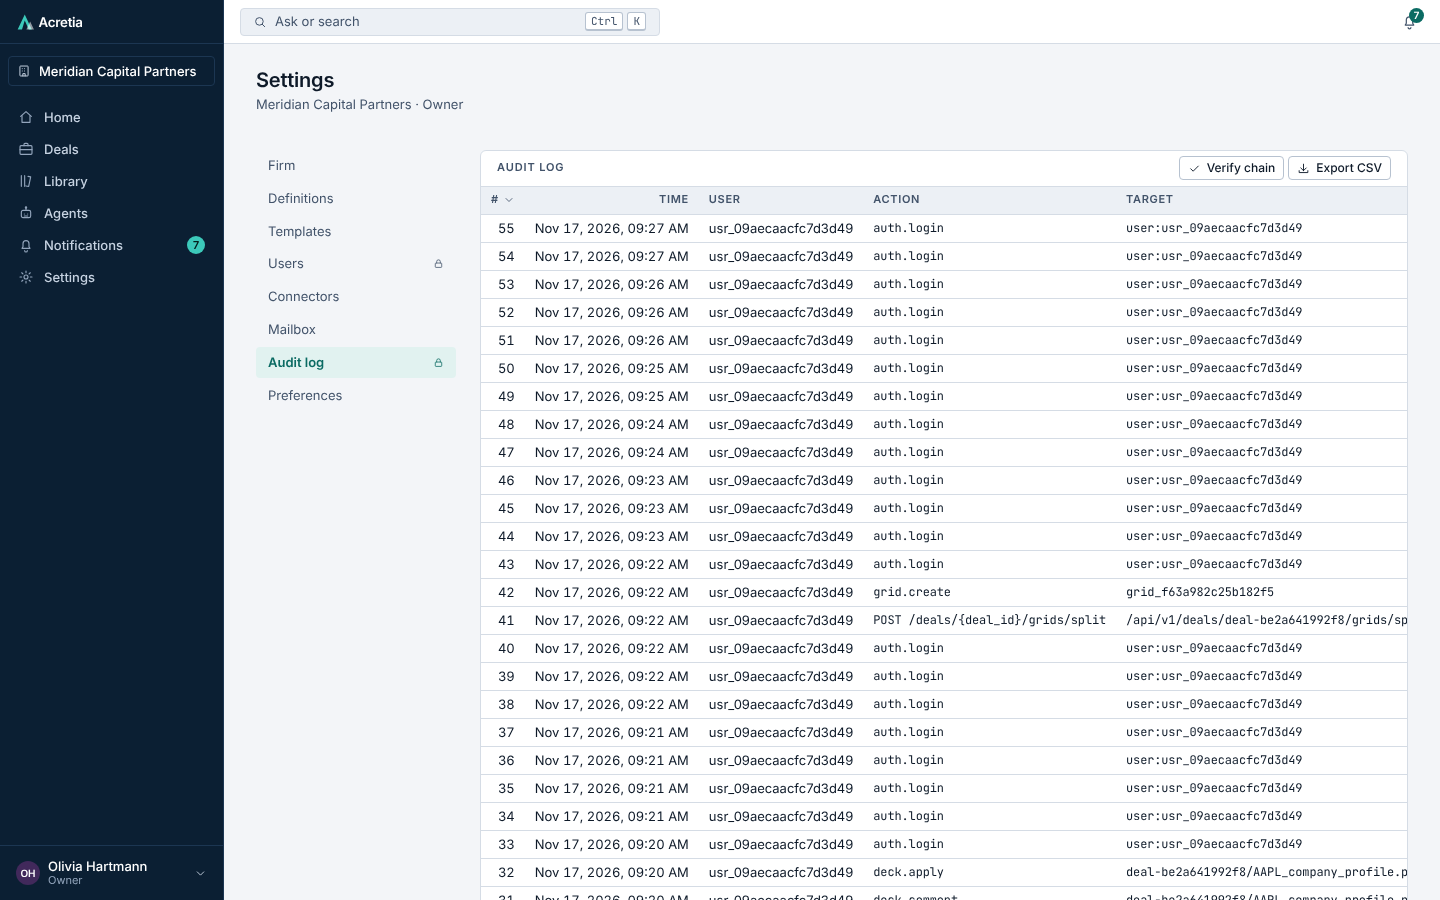 Acretia
Ask or search
Ctrl K
7
Meridian Capital Partners
Home
Deals
Library
Agents
Notifications 7
Settings
Olivia Hartmann
OH
Owner
Settings
Meridian Capital Partners · Owner
Firm
Definitions
Templates
Users
Connectors
Mailbox
Audit log
Preferences
AUDIT LOG
Verify chain
Export CSV
# TIME USER ACTION TARGET
55 Nov 17, 2026, 09:27 AM usr_09aecaacfc7d3d49 auth.login user:usr_09aecaacfc7d3d49
54 Nov 17, 2026, 09:27 AM usr_09aecaacfc7d3d49 auth.login user:usr_09aecaacfc7d3d49
53 Nov 17, 2026, 09:26 AM usr_09aecaacfc7d3d49 auth.login user:usr_09aecaacfc7d3d49
52 Nov 17, 2026, 09:26 AM usr_09aecaacfc7d3d49 auth.login user:usr_09aecaacfc7d3d49
51 Nov 17, 2026, 09:26 AM usr_09aecaacfc7d3d49 auth.login user:usr_09aecaacfc7d3d49
50 Nov 17, 2026, 09:25 AM usr_09aecaacfc7d3d49 auth.login user:usr_09aecaacfc7d3d49
49 Nov 17, 2026, 09:25 AM usr_09aecaacfc7d3d49 auth.login user:usr_09aecaacfc7d3d49
48 Nov 17, 2026, 09:24 AM usr_09aecaacfc7d3d49 auth.login user:usr_09aecaacfc7d3d49
47 Nov 17, 2026, 09:24 AM usr_09aecaacfc7d3d49 auth.login user:usr_09aecaacfc7d3d49
46 Nov 17, 2026, 09:23 AM usr_09aecaacfc7d3d49 auth.login user:usr_09aecaacfc7d3d49
45 Nov 17, 2026, 09:23 AM usr_09aecaacfc7d3d49 auth.login user:usr_09aecaacfc7d3d49
44 Nov 17, 2026, 09:23 AM usr_09aecaacfc7d3d49 auth.login user:usr_09aecaacfc7d3d49
43 Nov 17, 2026, 09:22 AM usr_09aecaacfc7d3d49 auth.login user:usr_09aecaacfc7d3d49
42 Nov 17, 2026, 09:22 AM usr_09aecaacfc7d3d49 grid.create grid_f63a982c25b182f5
41 Nov 17, 2026, 09:22 AM usr_09aecaacfc7d3d49 POST /deals/{deal_id}/grids/split /api/v1/deals/deal-be2a641992f8/grids/sp
40 Nov 17, 2026, 09:22 AM usr_09aecaacfc7d3d49 auth.login user:usr_09aecaacfc7d3d49
39 Nov 17, 2026, 09:22 AM usr_09aecaacfc7d3d49 auth.login user:usr_09aecaacfc7d3d49
38 Nov 17, 2026, 09:22 AM usr_09aecaacfc7d3d49 auth.login user:usr_09aecaacfc7d3d49
37 Nov 17, 2026, 09:21 AM usr_09aecaacfc7d3d49 auth.login user:usr_09aecaacfc7d3d49
36 Nov 17, 2026, 09:21 AM usr_09aecaacfc7d3d49 auth.login user:usr_09aecaacfc7d3d49
35 Nov 17, 2026, 09:21 AM usr_09aecaacfc7d3d49 auth.login user:usr_09aecaacfc7d3d49
34 Nov 17, 2026, 09:21 AM usr_09aecaacfc7d3d49 auth.login user:usr_09aecaacfc7d3d49
33 Nov 17, 2026, 09:20 AM usr_09aecaacfc7d3d49 auth.login user:usr_09aecaacfc7d3d49
32 Nov 17, 2026, 09:20 AM usr_09aecaacfc7d3d49 deck.apply deal-be2a641992f8/AAPL_company_profile.p